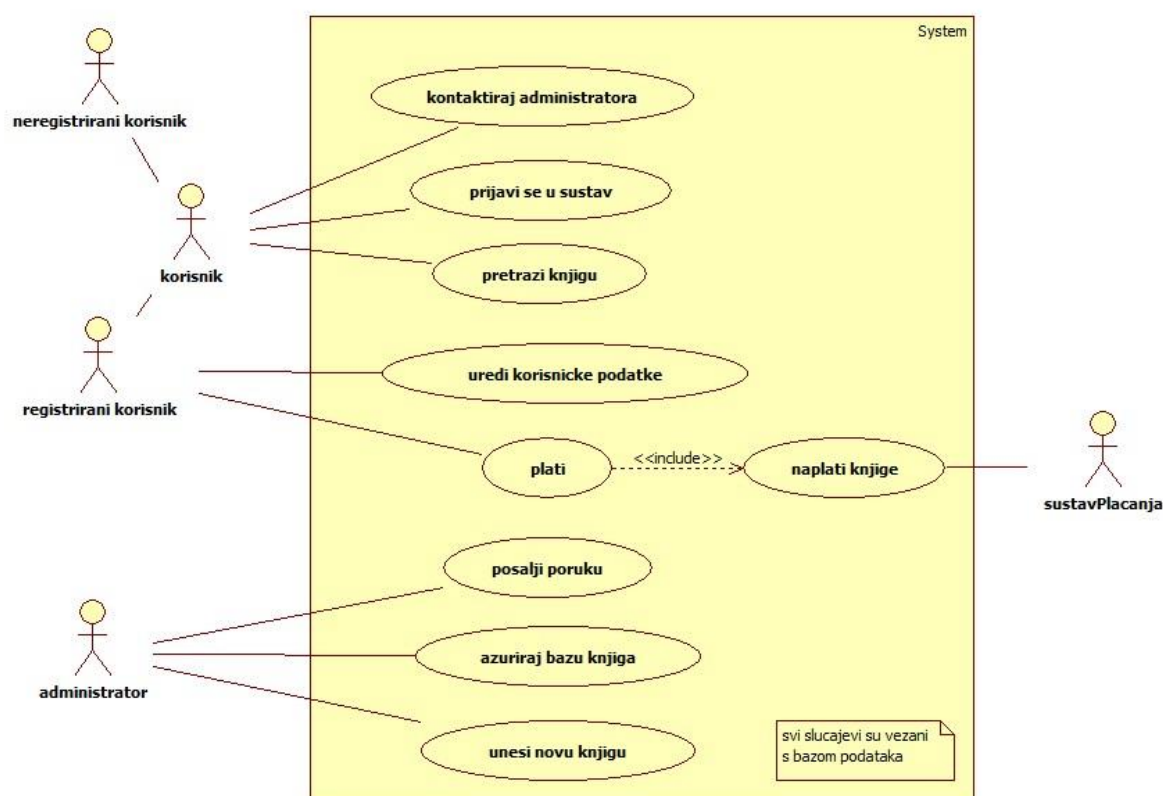 System
neregistrirani korisnik
kontaktiraj administratora
prijavi se u sustav
korisnik
pretrazi knjigu
registrirani korisnik
uredi korisnicke podatke
plati
<<include>>
naplati knjige
sustavPlacanja
posalji poruku
administrator
azuriraj bazu knjiga
unesi novu knjigu
svi slucajevi su vezani
s bazom podataka